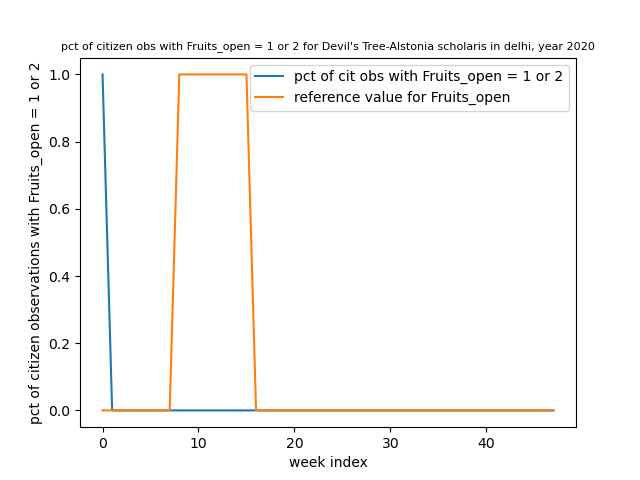 pct of citizen obs with Fruits_open = 1 or 2 for Devil's Tree-Alstonia scholaris in delhi, year 2020
pct of cit obs with Fruits_open = 1 or 2
reference value for Fruits_open
pct of citizen observations with Fruits_open = 1 or 2
1.0
0.8
0.6
0.4
0.2
0.0
0 10 20 30 40
week index